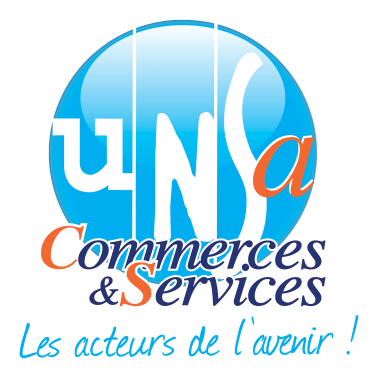 uNSa
Commerces
& Services
Les acteurs de l'avenir !